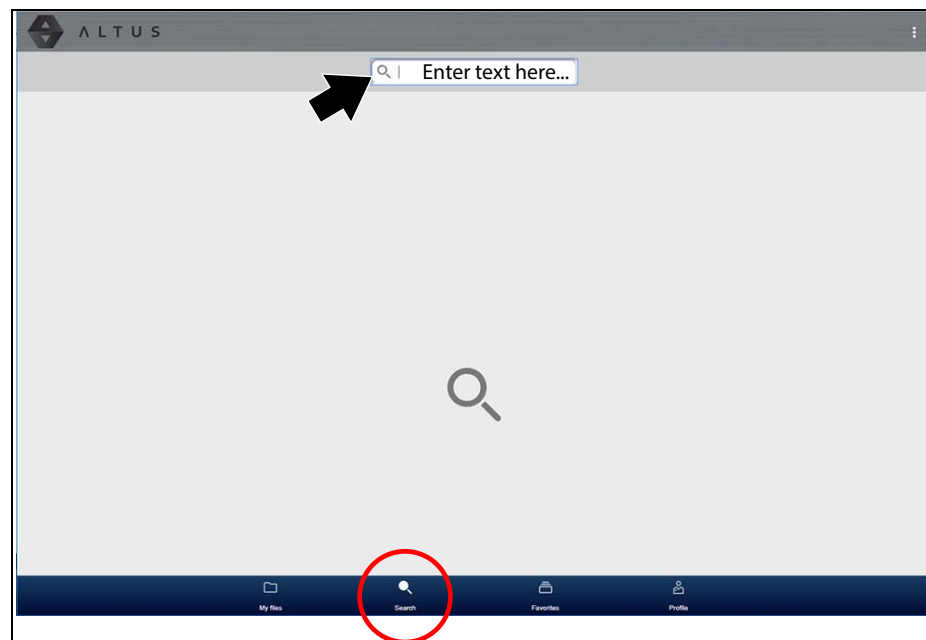 ALTUS
Enter text here...
My files
Search
Favorites
Profile